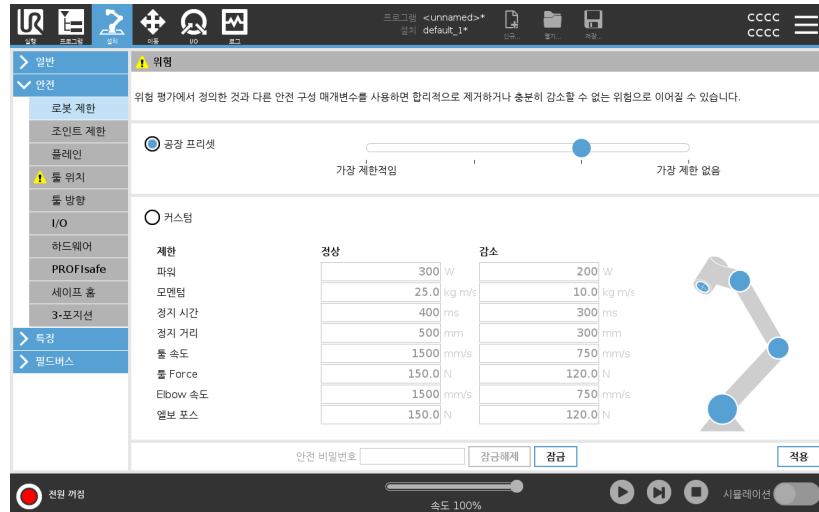 프로그램 <unnamed>*
설치 default_1*
cccc
cccc
실행
프로그램
설치
이동
I/O
로그
신규...
열기...
저장...
일반
안전
로봇 제한
조인트 제한
플레인
툴 위치
툴 방향
I/O
하드웨어
PROFIsafe
세이프 홈
3-포지션
특징
필드버스
위험
위험 평가에서 정의한 것과 다른 안전 구성 매개변수를 사용하면 합리적으로 제거하거나 충분히 감소할 수 없는 위험으로 이어질 수 있습니다.
공장 프리셋
가장 제한적임 가장 제한 없음
커스텀
제한 정상 감소
파워 300 W 200 W
모멘텀 25.0 kg m/s 10.0 kg m/s
정지 시간 400 ms 300 ms
정지 거리 500 mm 300 mm
툴 속도 1500 mm/s 750 mm/s
툴 Force 150.0 N 120.0 N
Elbow 속도 1500 mm/s 750 mm/s
엘보 포스 150.0 N 120.0 N
안전 비밀번호 잠금해제 잠금 적용
전원 꺼짐
속도 100%
시뮬레이션